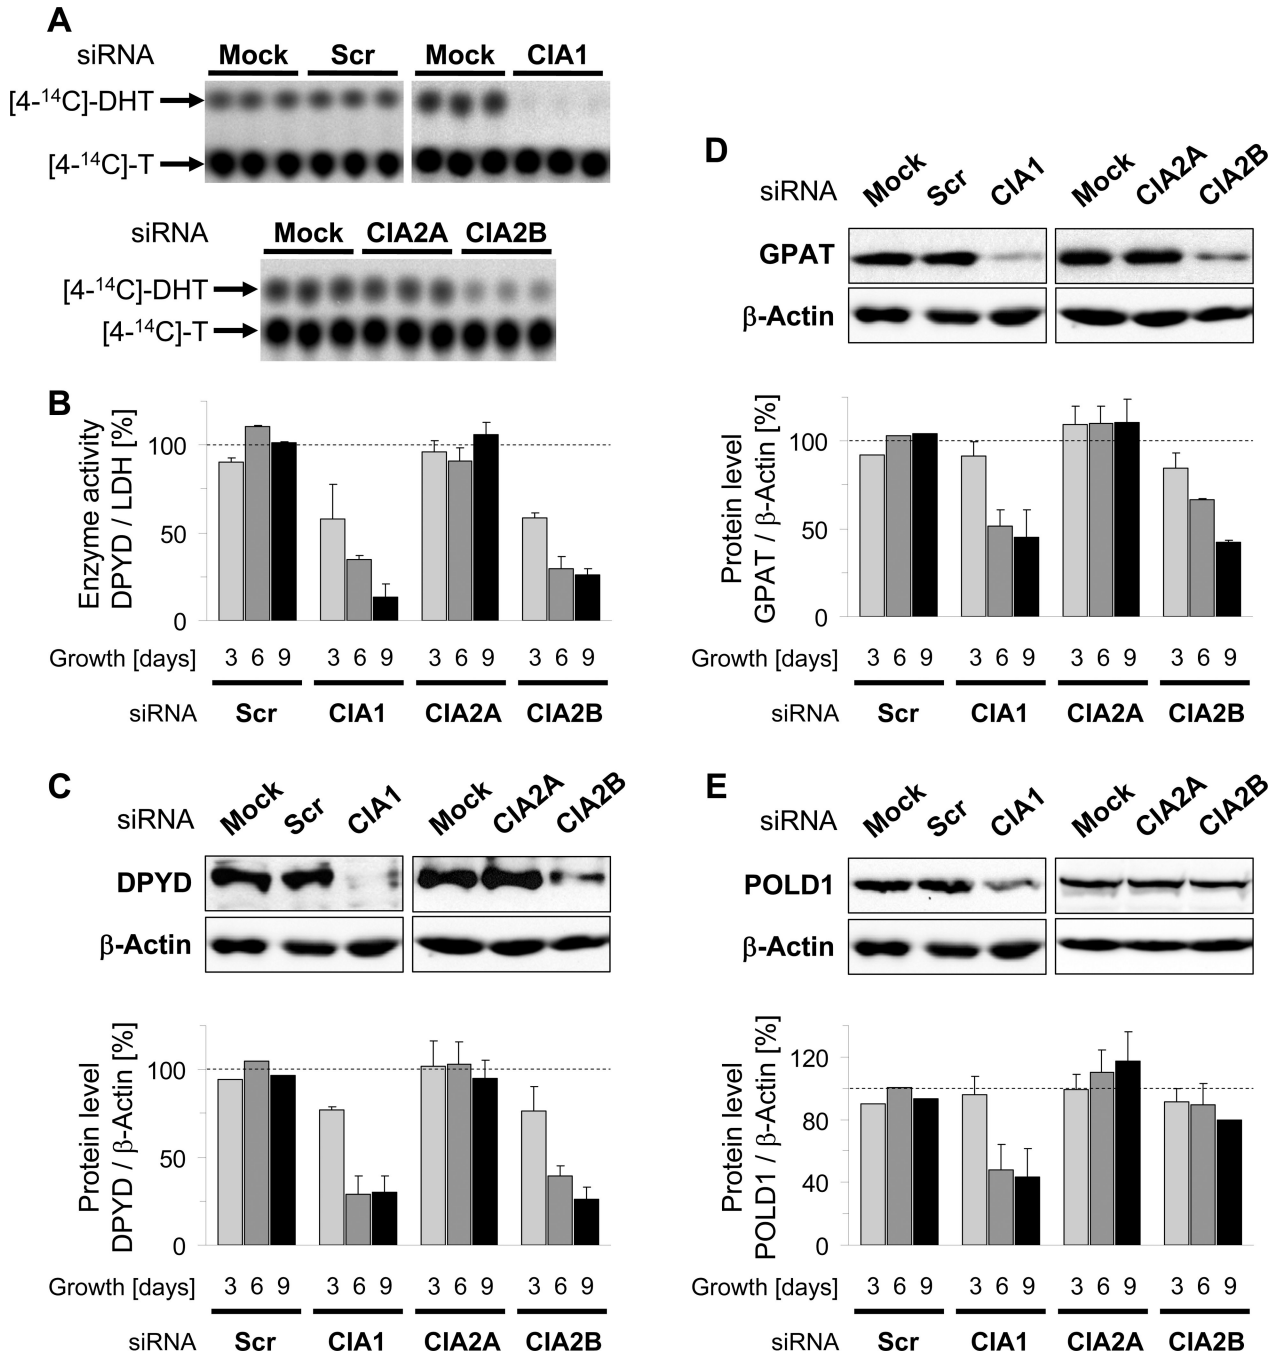 A
siRNA Mock Scr Mock CIA1
[4-¹⁴C]-DHT
[4-¹⁴C]-T
siRNA Mock CIA2A CIA2B
[4-¹⁴C]-DHT
[4-¹⁴C]-T
B
Enzyme activity
DPYD / LDH [%]
100
50
0
Growth [days] 3 6 9 3 6 9 3 6 9 3 6 9
siRNA Scr CIA1 CIA2A CIA2B
C
siRNA Mock Scr CIA1 Mock CIA2A CIA2B
DPYD
β-Actin
Protein level
DPYD / β-Actin [%]
100
50
0
Growth [days] 3 6 9 3 6 9 3 6 9 3 6 9
siRNA Scr CIA1 CIA2A CIA2B
D
siRNA Mock Scr CIA1 Mock CIA2A CIA2B
GPAT
β-Actin
Protein level
GPAT / β-Actin [%]
100
50
0
Growth [days] 3 6 9 3 6 9 3 6 9 3 6 9
siRNA Scr CIA1 CIA2A CIA2B
E
siRNA Mock Scr CIA1 Mock CIA2A CIA2B
POLD1
β-Actin
Protein level
POLD1 / β-Actin [%]
120
80
40
0
Growth [days] 3 6 9 3 6 9 3 6 9 3 6 9
siRNA Scr CIA1 CIA2A CIA2B